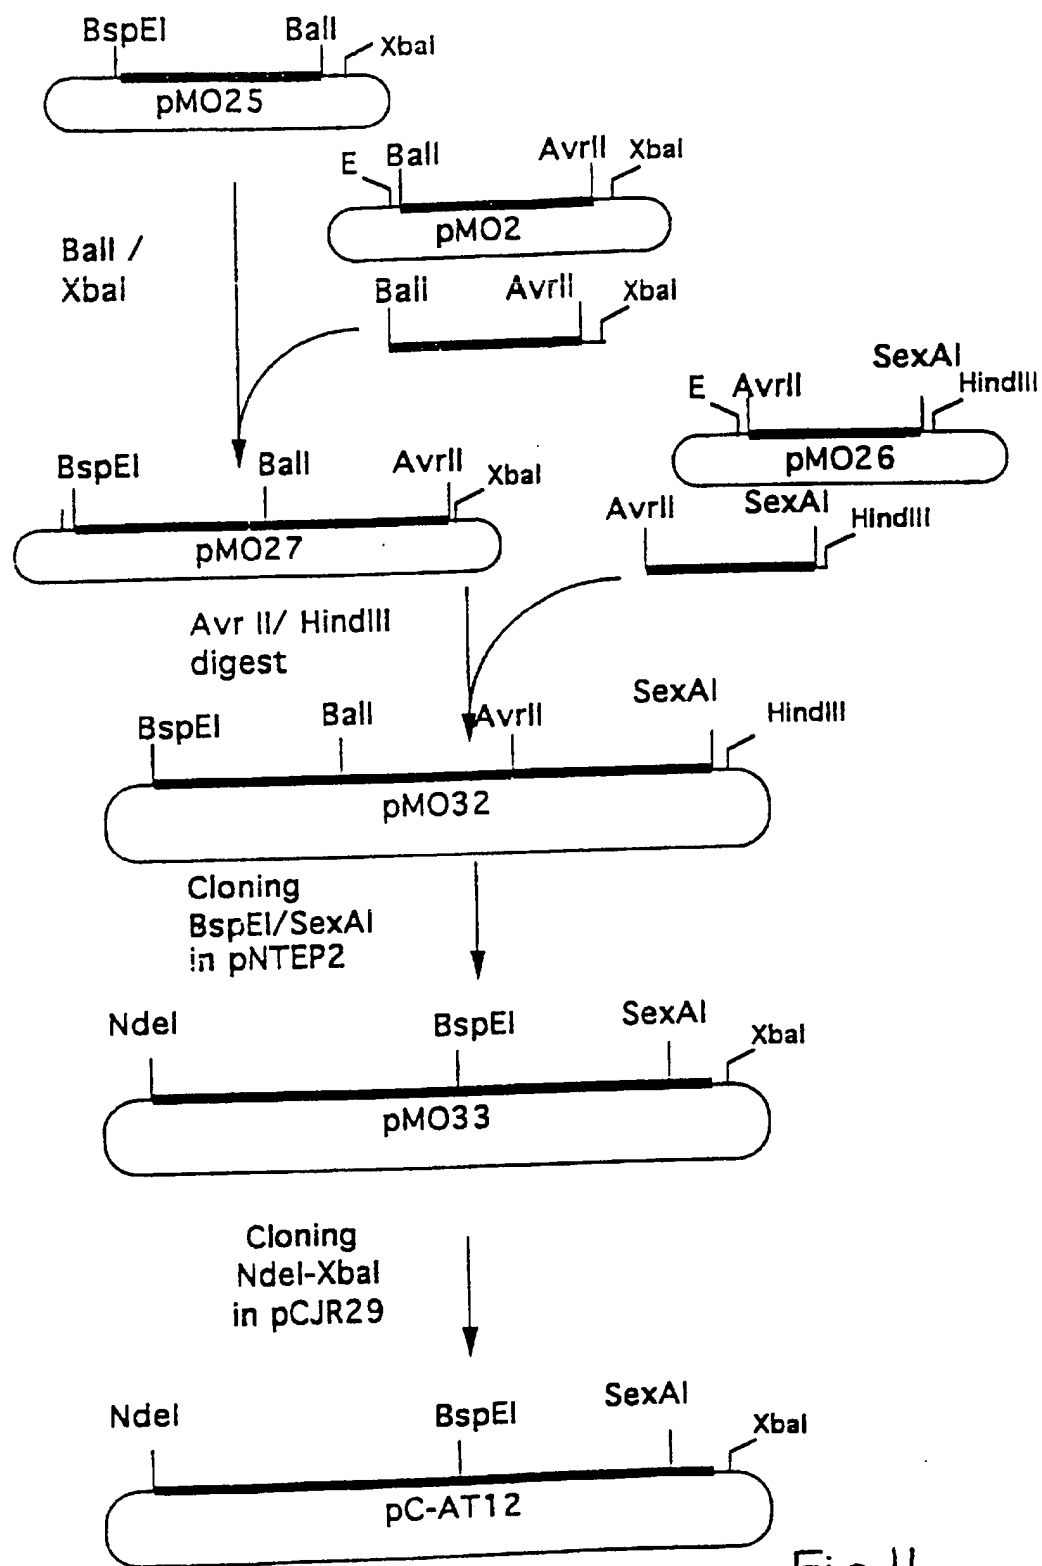 BspEI BalI XbaI
pMO25
E BalI AvrII XbaI
pMO2
BalI /
XbaI
BalI AvrII XbaI
SexAI
E AvrII HindIII
pMO26
BspEI BalI AvrII XbaI
AvrII SexAI HindIII
pMO27
Avr II/ HindIII
digest
BspEI BalI AvrII SexAI HindIII
pMO32
Cloning
BspEI/SexAI
in pNTEP2
NdeI BspEI SexAI XbaI
pMO33
Cloning
NdeI-XbaI
in pCJR29
NdeI BspEI SexAI XbaI
pC-AT12